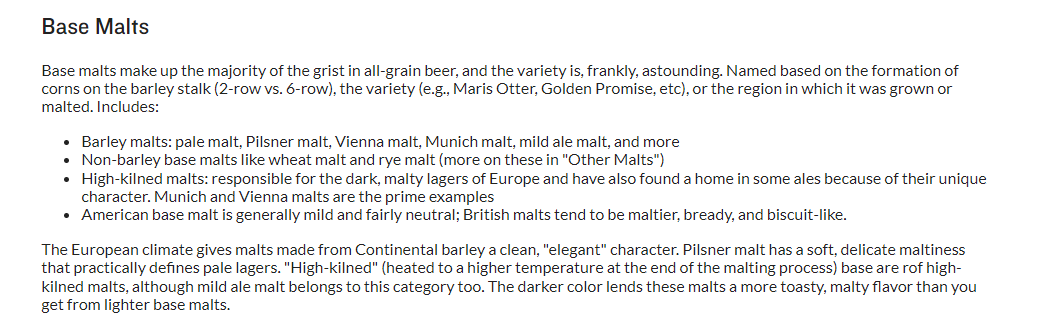 Base Malts
Base malts make up the majority of the grist in all-grain beer, and the variety is, frankly, astounding. Named based on the formation of
corns on the barley stalk (2-row vs. 6-row), the variety (e.g., Maris Otter, Golden Promise, etc), or the region in which it was grown or
malted. Includes:
• Barley malts: pale malt, Pilsner malt, Vienna malt, Munich malt, mild ale malt, and more
• Non-barley base malts like wheat malt and rye malt (more on these in "Other Malts")
• High-kilned malts: responsible for the dark, malty lagers of Europe and have also found a home in some ales because of their unique
character. Munich and Vienna malts are the prime examples
• American base malt is generally mild and fairly neutral; British malts tend to be maltier, bready, and biscuit-like.
The European climate gives malts made from Continental barley a clean, "elegant" character. Pilsner malt has a soft, delicate maltiness
that practically defines pale lagers. "High-kilned" (heated to a higher temperature at the end of the malting process) base are rof high-
kilned malts, although mild ale malt belongs to this category too. The darker color lends these malts a more toasty, malty flavor than you
get from lighter base malts.